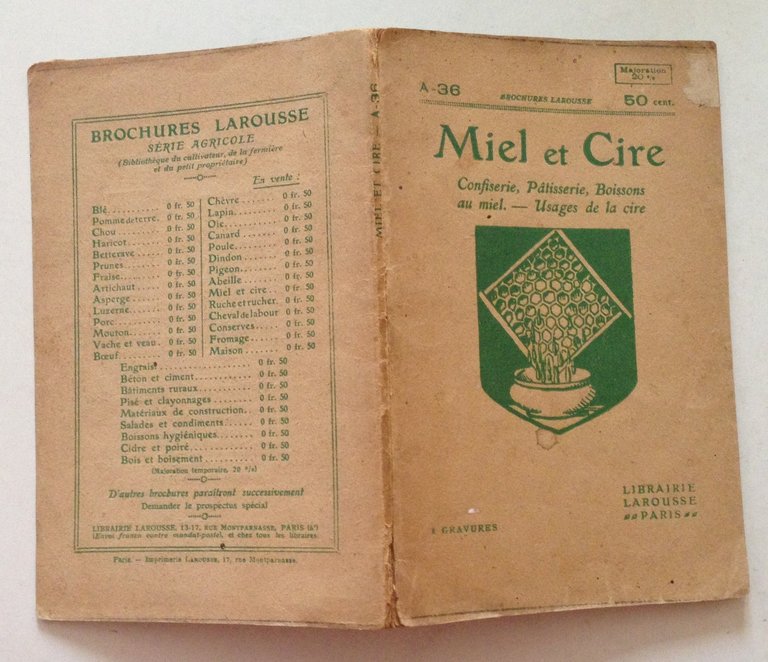 BROCHURES LAROUSSE
SÉRIE AGRICOLE
(Bibliothèque du cultivateur, de la fermière
et du petit propriétaire)
En vente :
Blé........... 0 fr. 50
Pomme de terre. 0 fr. 50
Chou ......... 0 fr. 50
Haricot....... 0 fr. 50
Betterave..... 0 fr. 50
Prunes........ 0 fr. 50
Fraise........ 0 fr. 50
Artichaut .... 0 fr. 50
Asperge ...... 0 fr. 50
Luzerne....... 0 fr. 50
Porc.......... 0 fr. 50
Mouton........ 0 fr. 50
Vache et veau. 0 fr. 50
Bœuf ......... 0 fr. 50
Chèvre........ 0 fr. 50
Lapin......... 0 fr. 50
Oie........... 0 fr. 50
Canard ....... 0 fr. 50
Poule......... 0 fr. 50
Dindon ....... 0 fr. 50
Pigeon........ 0 fr. 50
Abeille ...... 0 fr. 50
Miel et cire.. 0 fr. 50
Ruche et rucher. 0 fr. 50
Cheval de labour 0 fr. 50
Conserves..... 0 fr. 50
Fromage ...... 0 fr. 50
Maison ....... 0 fr. 50
Engrais................... 0 fr. 50
Béton et ciment........... 0 fr. 50
Bâtiments ruraux.......... 0 fr. 50
Pisé et clayonnages ...... 0 fr. 50
Matériaux de construction.. 0 fr. 50
Salades et condiments..... 0 fr. 50
Boissons hygiéniques...... 0 fr. 50
Cidre et poiré............ 0 fr. 50
Bois et boisement ........ 0 fr. 50
(Majoration temporaire, 20 %)
D'autres brochures paraîtront successivement
Demander le prospectus spécial
LIBRAIRIE LAROUSSE, 13-17, RUE MONTPARNASSE, PARIS (6e)
(Envoi franco contre mandat-poste), et chez tous les libraires
Paris. — Imprimerie LAROUSSE, 17, rue Montparnasse.
MIEL ET CIRE — A-36
Majoration
20 %
A-36
BROCHURES LAROUSSE
50 cent.
Miel et Cire
Confiserie, Pâtisserie, Boissons
au miel. — Usages de la cire
GRAVURES
LIBRAIRIE
LAROUSSE
PARIS